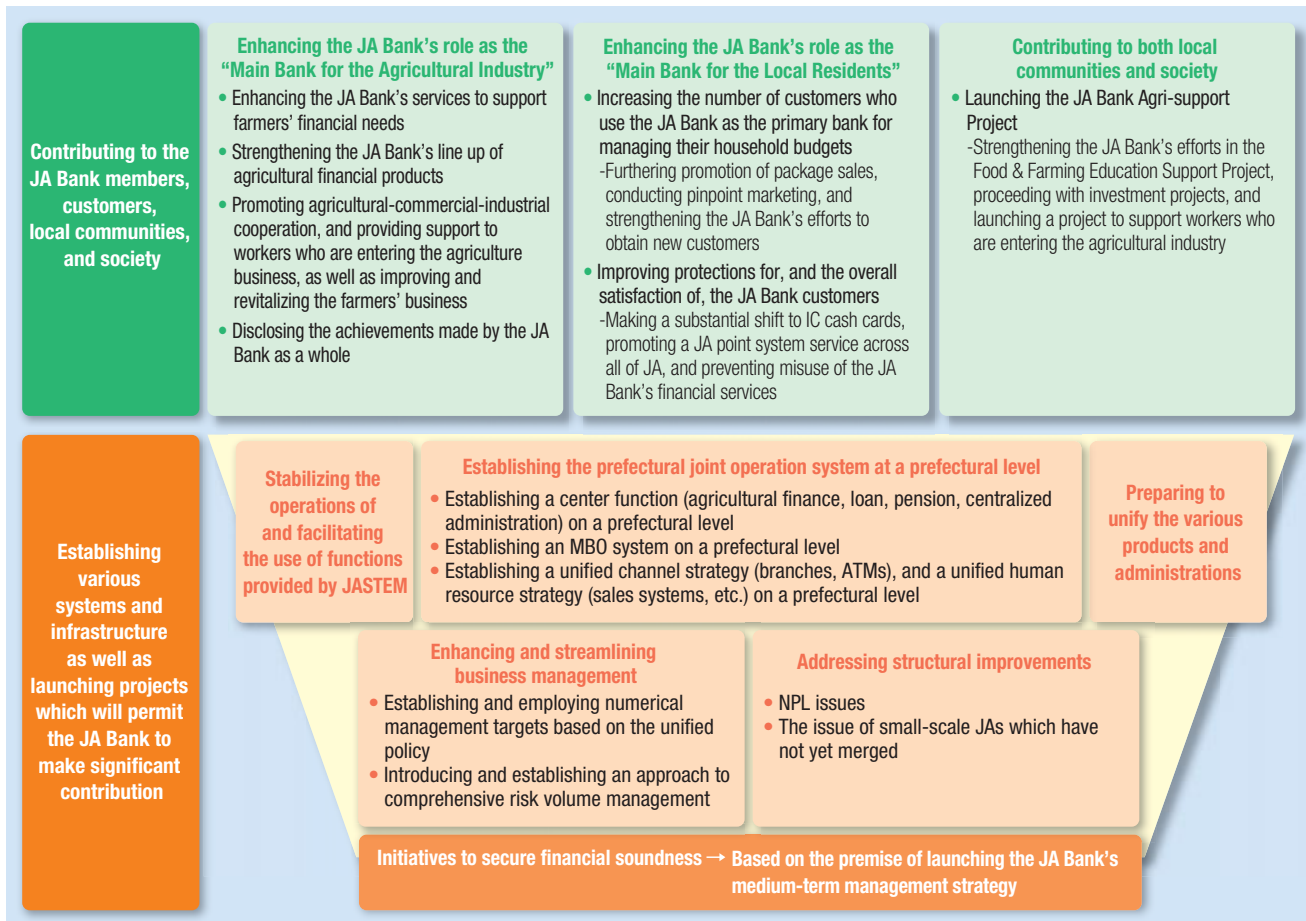 Contributing to the
JA Bank members,
customers,
local communities,
and society
Enhancing the JA Bank’s role as the
“Main Bank for the Agricultural Industry”
• Enhancing the JA Bank’s services to support
farmers’ financial needs
• Strengthening the JA Bank’s line up of
agricultural financial products
• Promoting agricultural-commercial-industrial
cooperation, and providing support to
workers who are entering the agriculture
business, as well as improving and
revitalizing the farmers’ business
• Disclosing the achievements made by the JA
Bank as a whole
Enhancing the JA Bank’s role as the
“Main Bank for the Local Residents”
• Increasing the number of customers who
use the JA Bank as the primary bank for
managing their household budgets
-Furthering promotion of package sales,
conducting pinpoint marketing, and
strengthening the JA Bank’s efforts to
obtain new customers
• Improving protections for, and the overall
satisfaction of, the JA Bank customers
-Making a substantial shift to IC cash cards,
promoting a JA point system service across
all of JA, and preventing misuse of the JA
Bank’s financial services
Contributing to both local
communities and society
• Launching the JA Bank Agri-support
Project
-Strengthening the JA Bank’s efforts in the
Food & Farming Education Support Project,
proceeding with investment projects, and
launching a project to support workers who
are entering the agricultural industry
Establishing
various
systems and
infrastructure
as well as
launching projects
which will permit
the JA Bank to
make significant
contribution
Stabilizing the
operations of
and facilitating
the use of functions
provided by JASTEM
Establishing the prefectural joint operation system at a prefectural level
• Establishing a center function (agricultural finance, loan, pension, centralized
administration) on a prefectural level
• Establishing an MBO system on a prefectural level
• Establishing a unified channel strategy (branches, ATMs), and a unified human
resource strategy (sales systems, etc.) on a prefectural level
Preparing to
unify the various
products and
administrations
Enhancing and streamlining
business management
• Establishing and employing numerical
management targets based on the unified
policy
• Introducing and establishing an approach to
comprehensive risk volume management
Addressing structural improvements
• NPL issues
• The issue of small-scale JAs which have
not yet merged
Initiatives to secure financial soundness → Based on the premise of launching the JA Bank’s
medium-term management strategy